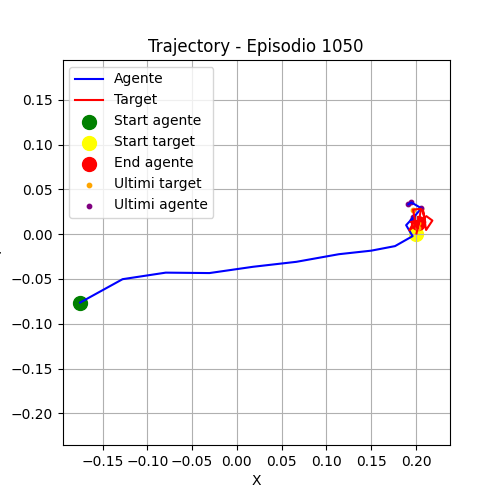 Trajectory - Episodio 1050
Agente
Target
Start agente
Start target
End agente
Ultimi target
Ultimi agente
0.15
0.10
0.05
0.00
−0.05
−0.10
−0.15
−0.20
−0.15 −0.10 −0.05 0.00 0.05 0.10 0.15 0.20
X